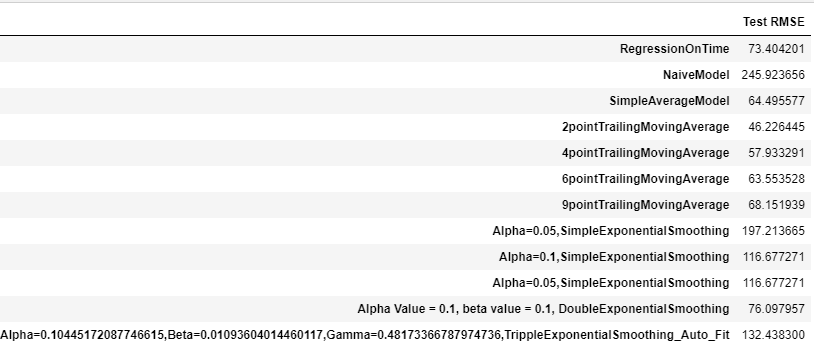 Test RMSE
RegressionOnTime 73.404201
NaiveModel 245.923656
SimpleAverageModel 64.495577
2pointTrailingMovingAverage 46.226445
4pointTrailingMovingAverage 57.933291
6pointTrailingMovingAverage 63.553528
9pointTrailingMovingAverage 68.151939
Alpha=0.05,SimpleExponentialSmoothing 197.213665
Alpha=0.1,SimpleExponentialSmoothing 116.677271
Alpha=0.05,SimpleExponentialSmoothing 116.677271
Alpha Value = 0.1, beta value = 0.1, DoubleExponentialSmoothing 76.097957
Alpha=0.10445172087746615,Beta=0.01093604014460117,Gamma=0.48173366787974736,TrippleExponentialSmoothing_Auto_Fit 132.438300